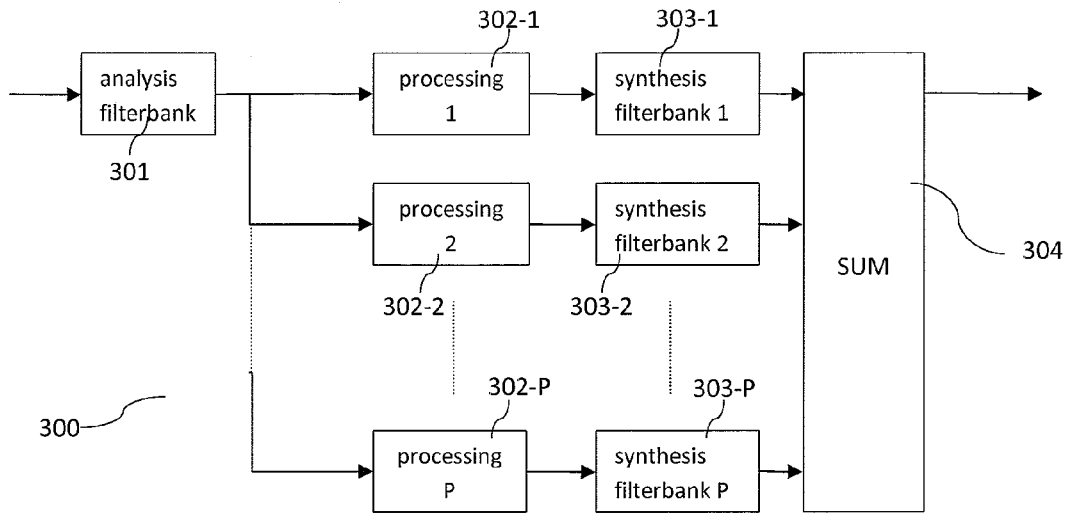 302-1
303-1
analysis
filterbank
301
processing
1
synthesis
filterbank 1
processing
2
302-2
synthesis
filterbank 2
303-2
SUM
304
300
302-P
303-P
processing
P
synthesis
filterbank P